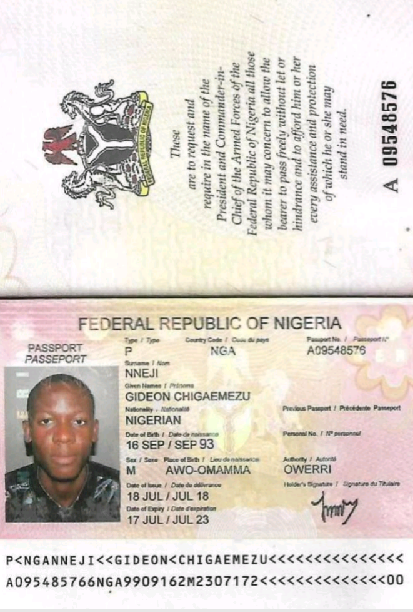 These
are to request and
require in the name of the
President and Commander-in-
Chief of the Armed Forces of the
Federal Republic of Nigeria all those
whom it may concern to allow the
bearer to pass freely without let or
hindrance and to afford him or her
every assistance and protection
of which he or she may
stand in need.
A 09548576
FEDERAL REPUBLIC OF NIGERIA
PASSPORT
PASSEPORT
Type / Type Country Code / Code du pays Passport No. / Passeport N°
P NGA A09548576
Surname / Nom
NNEJI
Given Names / Prénoms
GIDEON CHIGAEMEZU
Nationality - Nationalité Previous Passport / Précédente Passeport
NIGERIAN
Date of Birth / Date de naissance Personal No. / N° personnel
16 SEP / SEP 93
Sex / Sexe Place of Birth / Lieu de naissance Authority / Autorité
M AWO-OMAMMA OWERRI
Date of Issue / Date de délivrance Holder's Signature / Signature du Titulaire
18 JUL / JUL 18
Date of Expiry / Date d'expiration
17 JUL / JUL 23
P<NGANNEJI<<GIDEON<CHIGAEMEZU<<<<<<<<<<<<<<<
A095485766NGA9909162M2307172<<<<<<<<<<<<<<00